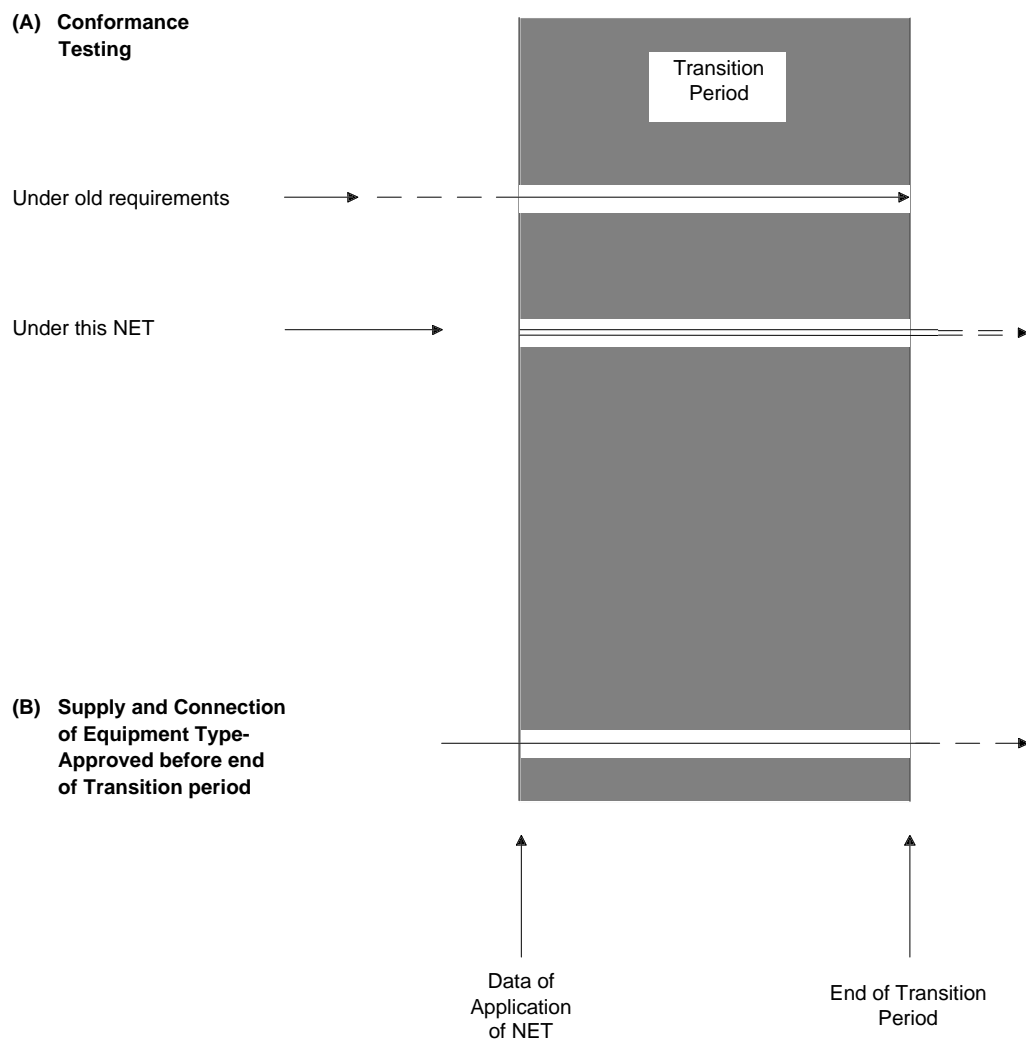 (A) Conformance
Testing
Transition
Period
Under old requirements
Under this NET
(B) Supply and Connection
of Equipment Type-
Approved before end
of Transition period
Data of
Application
of NET
End of Transition
Period